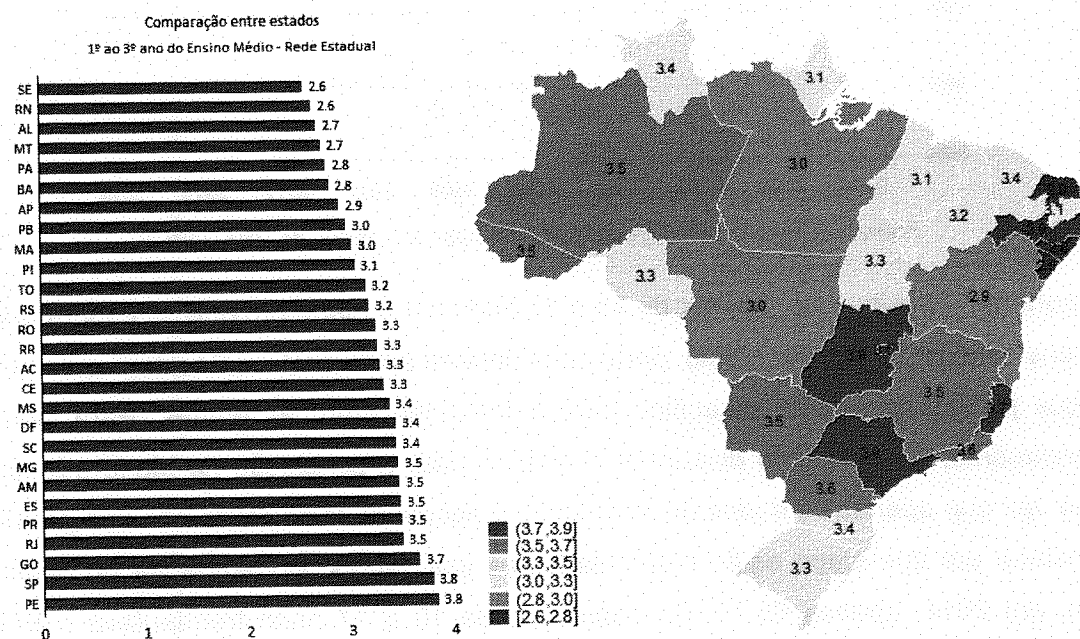 Comparação entre estados
1º ao 3º ano do Ensino Médio - Rede Estadual
SE 2.6
RN 2.6
AL 2.7
MT 2.7
PA 2.8
BA 2.8
AP 2.9
PB 3.0
MA 3.0
PI 3.1
TO 3.2
RS 3.2
RO 3.3
RR 3.3
AC 3.3
CE 3.3
MS 3.4
DF 3.4
SC 3.4
MG 3.5
AM 3.5
ES 3.5
PR 3.5
RJ 3.5
GO 3.7
SP 3.8
PE 3.8
0 1 2 3 4
3.4
3.1
3.5
3.0
3.1
3.4
3.2
3.3
3.3
2.9
3.0
3.5
3.5
3.6
3.4
3.3
(3.7,3.9]
(3.5,3.7]
(3.3,3.5]
(3.0,3.3]
(2.8,3.0]
[2.6,2.8]